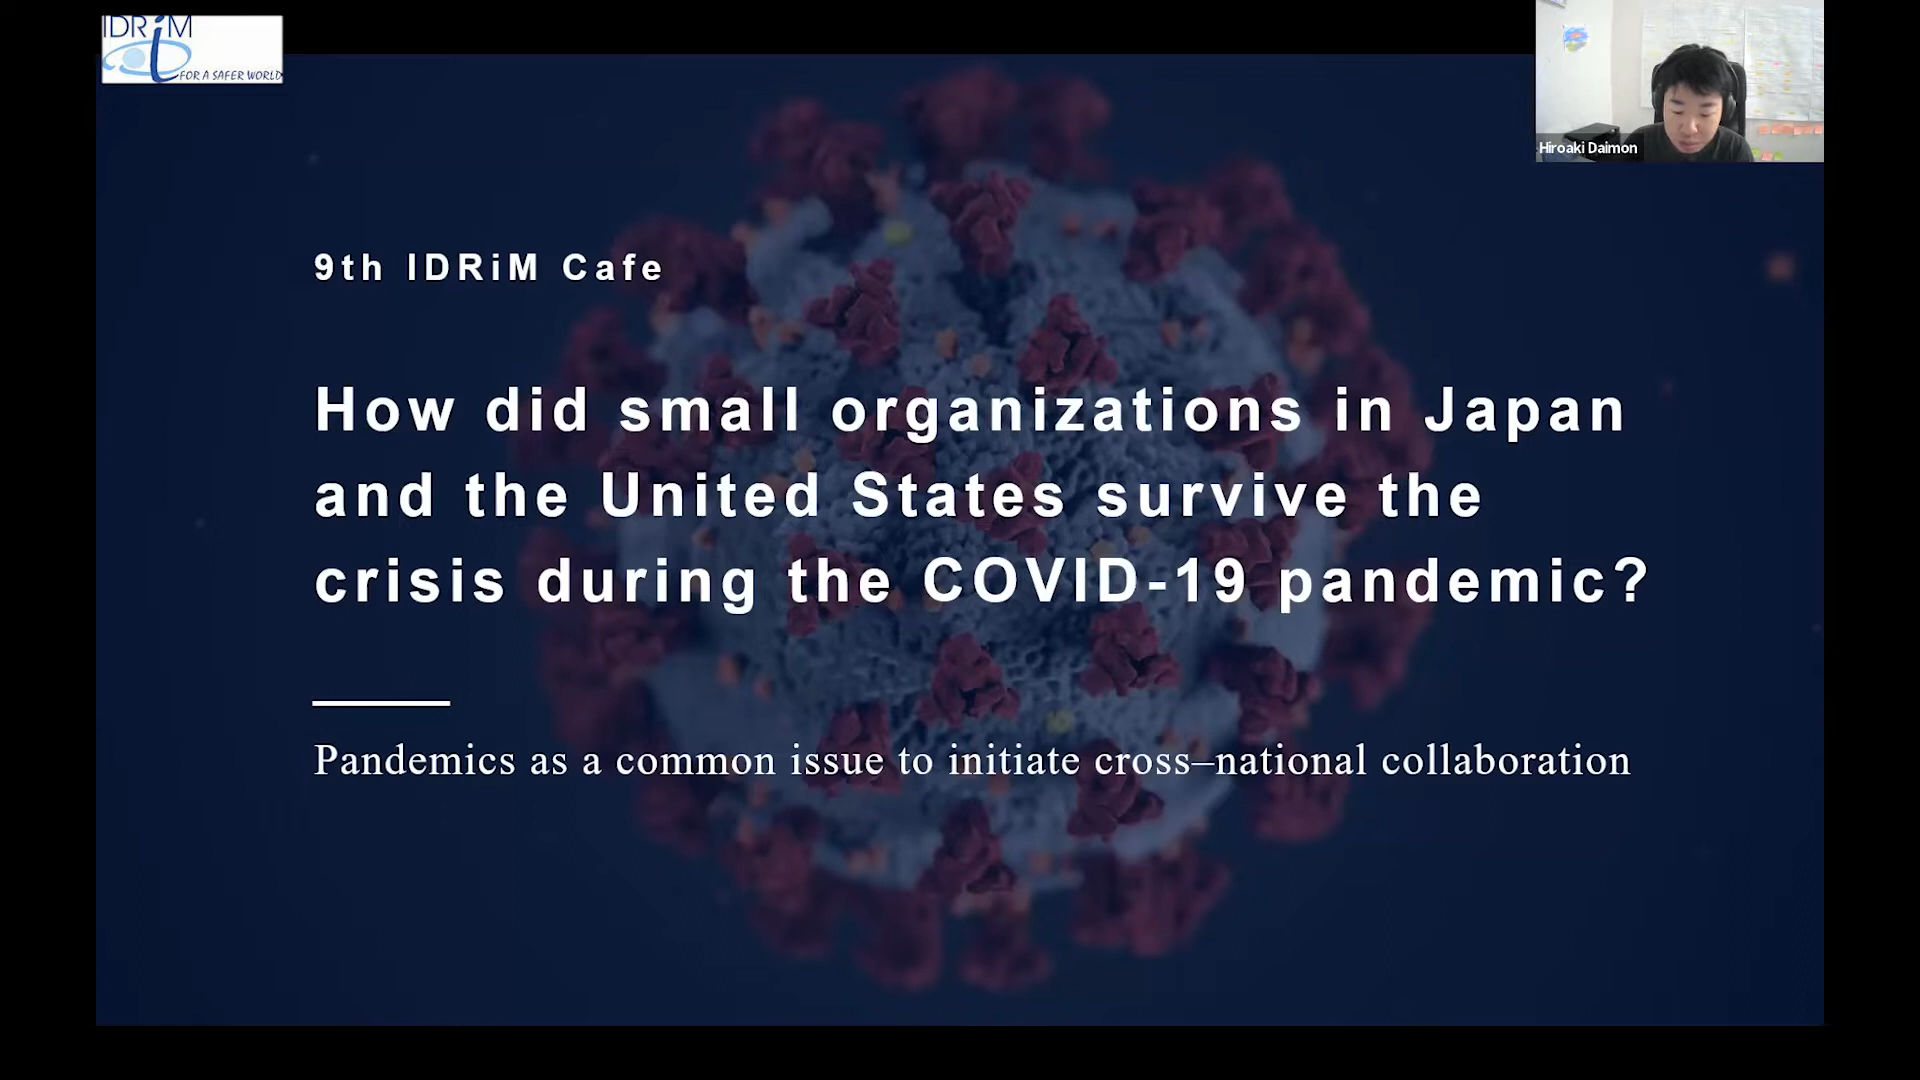 IDRiM
FOR A SAFER WORLD
Hiroaki Daimon
9th IDRiM Cafe
How did small organizations in Japan
and the United States survive the
crisis during the COVID-19 pandemic?
Pandemics as a common issue to initiate cross–national collaboration